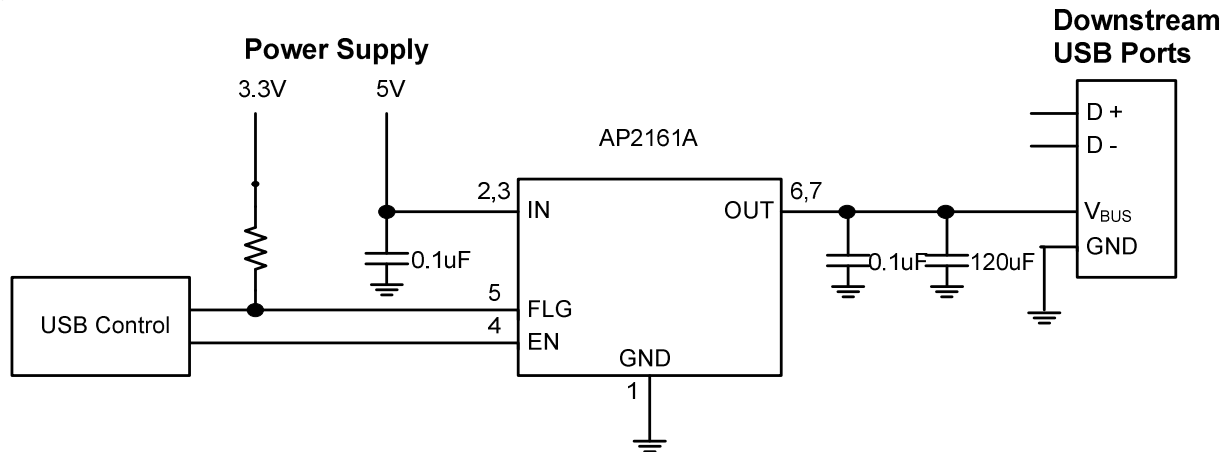 Downstream
USB Ports
Power Supply
3.3V
5V
AP2161A
D +
D -
2,3
IN
OUT
6,7
VBUS
GND
0.1uF
0.1uF
120uF
USB Control
5
FLG
4
EN
GND
1